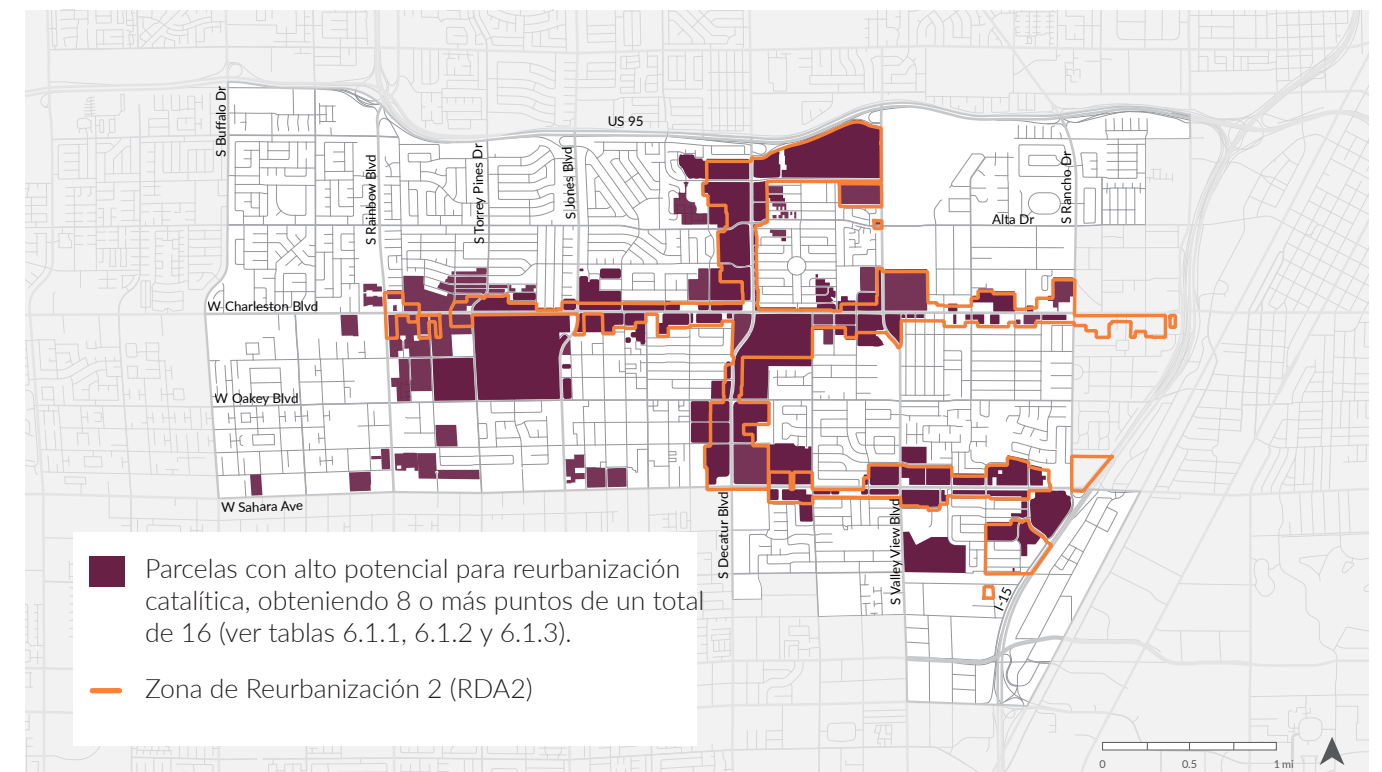 US 95
S Buffalo Dr
S Rainbow Blvd
S Torrey Pines Dr
S Jones Blvd
S Rancho Dr
Alta Dr
W Charleston Blvd
W Oakey Blvd
W Sahara Ave
S Decatur Blvd
S Valley View Blvd
I-15
Parcelas con alto potencial para reurbanización
catalítica, obteniendo 8 o más puntos de un total
de 16 (ver tablas 6.1.1, 6.1.2 y 6.1.3).
Zona de Reurbanización 2 (RDA2)
0 0.5 1 mi